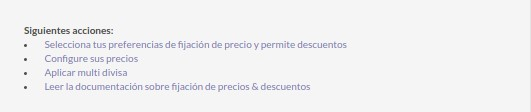 Siguientes acciones:
• Selecciona tus preferencias de fijación de precio y permite descuentos
• Configure sus precios
• Aplicar multi divisa
• Leer la documentación sobre fijación de precios & descuentos